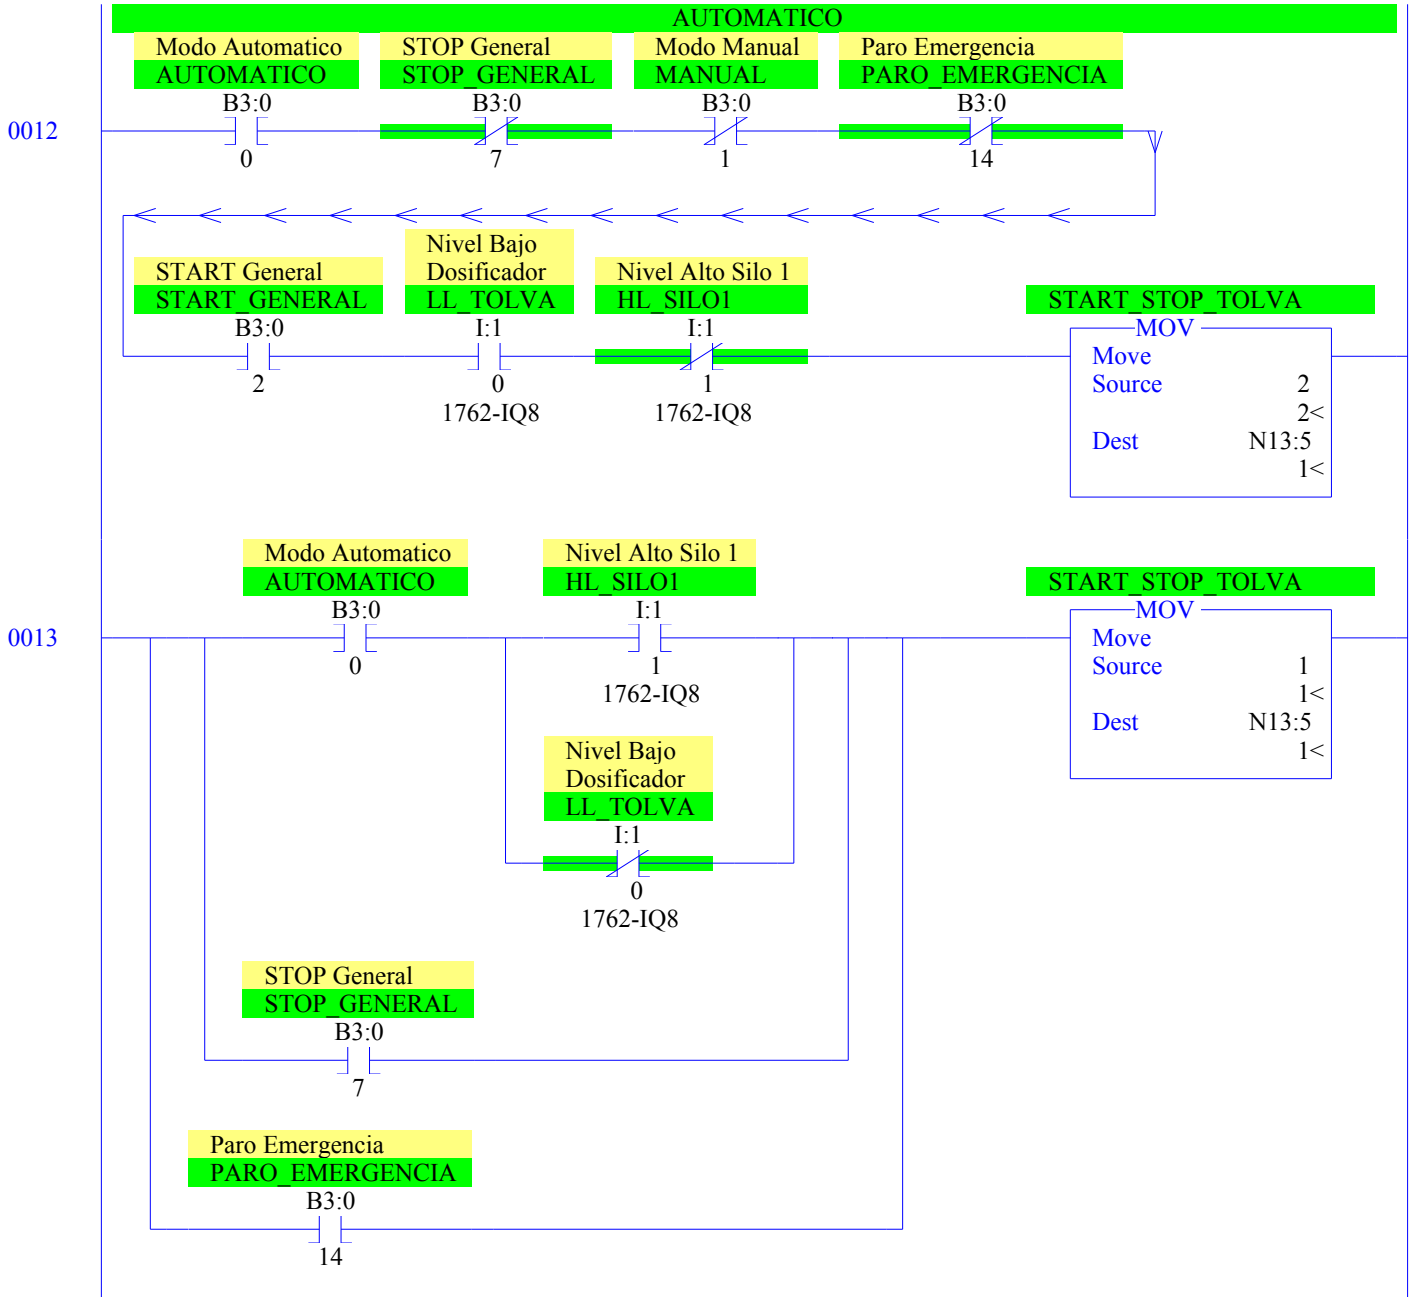 AUTOMATICO
Modo Automatico STOP General Modo Manual Paro Emergencia
AUTOMATICO STOP_GENERAL MANUAL PARO_EMERGENCIA
B3:0 B3:0 B3:0 B3:0
0012
0 7 1 14
Nivel Bajo
START General Dosificador Nivel Alto Silo 1
START_GENERAL LL_TOLVA HL_SILO1 START_STOP_TOLVA
B3:0 I:1 I:1 MOV
Move
2 0 1 Source 2
1762-IQ8 1762-IQ8 2<
Dest N13:5
1<
Modo Automatico Nivel Alto Silo 1
AUTOMATICO HL_SILO1 START_STOP_TOLVA
B3:0 I:1 MOV
0013 Move
0 1 Source 1
1762-IQ8 1<
Dest N13:5
Nivel Bajo 1<
Dosificador
LL_TOLVA
I:1
0
1762-IQ8
STOP General
STOP_GENERAL
B3:0
7
Paro Emergencia
PARO_EMERGENCIA
B3:0
14